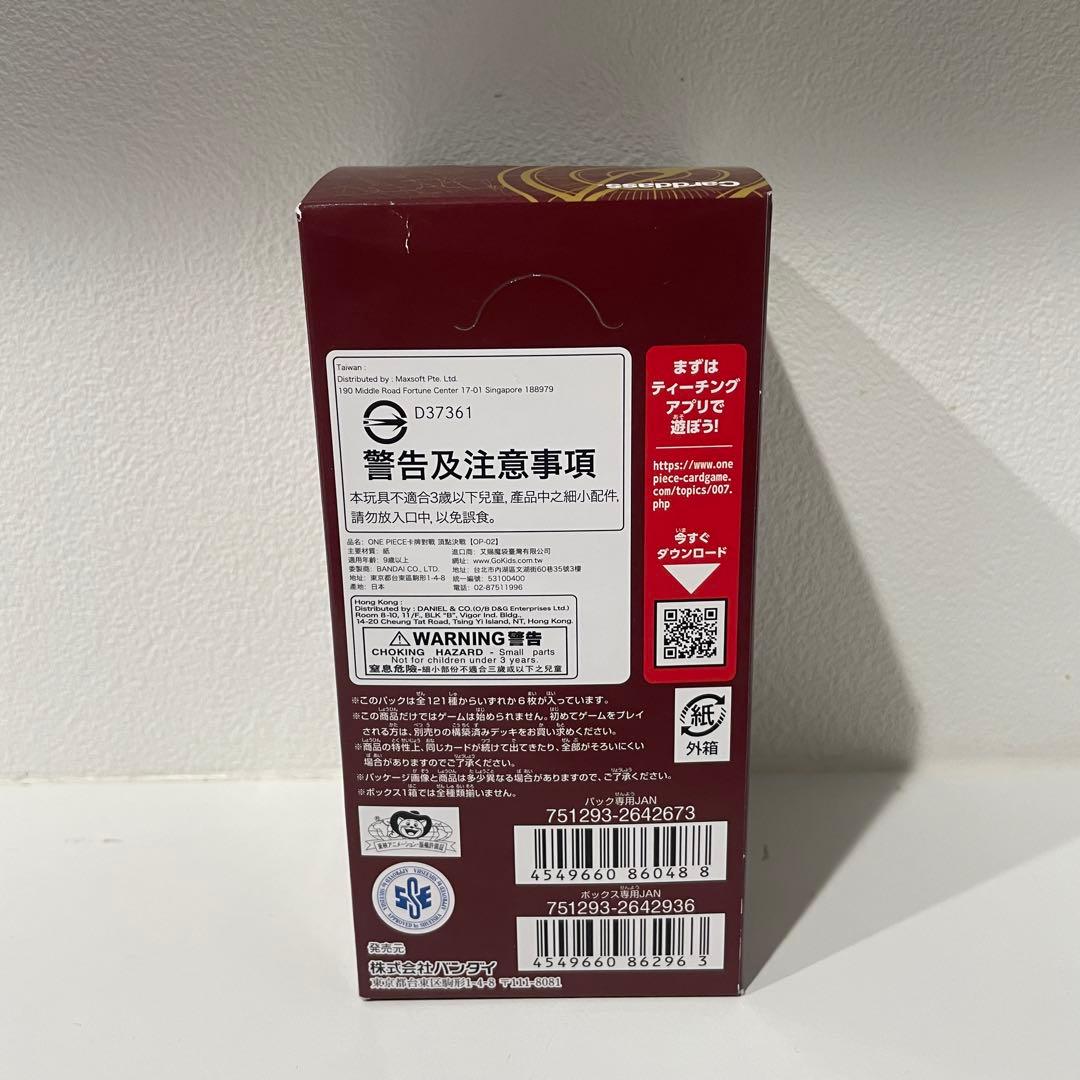 Carddass
Taiwan :
Distributed by : Maxsoft Pte. Ltd.
190 Middle Road Fortune Center 17-01 Singapore 188979
D37361
警告及注意事項
本玩具不適合3歲以下兒童, 產品中之細小配件,
請勿放入口中, 以免誤食。
品名: ONE PIECE卡牌對戰 頂點決戰【OP-02】
主要材質: 紙
進口商: 艾賜魔袋臺灣有限公司
適用年齡: 9歲以上
網址: www.GoKids.com.tw
委製商: BANDAI CO., LTD.
地址: 台北市內湖區文湖街60巷35號3樓
地址: 東京都台東區駒形1-4-8
統一編號: 53100400
產地: 日本
電話: 02-87511996
Hong Kong :
Distributed by : DANIEL & CO.(O/B D&G Enterprises Ltd.)
Room 8-10, 11/F., BLK "B", Vigor Ind. Bldg.,
14-20 Cheung Tat Road, Tsing Yi Island, NT, Hong Kong.
WARNING 警告
CHOKING HAZARD - Small parts
Not for children under 3 years.
窒息危險-細小部份不適合三歲或以下之兒童
まずは
ティーチング
アプリで
遊ぼう!
https://www.one
piece-cardgame.
com/topics/007.
php
今すぐ
ダウンロード
紙
外箱
※このパックは全121種からいずれか6枚が入っています。
※この商品だけではゲームは始められません。初めてゲームをプレイ
される方は、別売りの構築済みデッキをお買い求めください。
※商品の特性上、同じカードが続けて出てきたり、全部がそろいにくい
場合がありますのでご了承ください。
※パッケージ画像と商品は多少異なる場合がありますので、ご了承ください。
※ボックス1箱では全種類揃いません。
パック専用JAN
751293-2642673
4549660 860488
ボックス専用JAN
751293-2642936
4549660 862963
東映アニメーション・版権許諾証
発売元
株式会社バンダイ
東京都台東区駒形1-4-8 〒111-8081